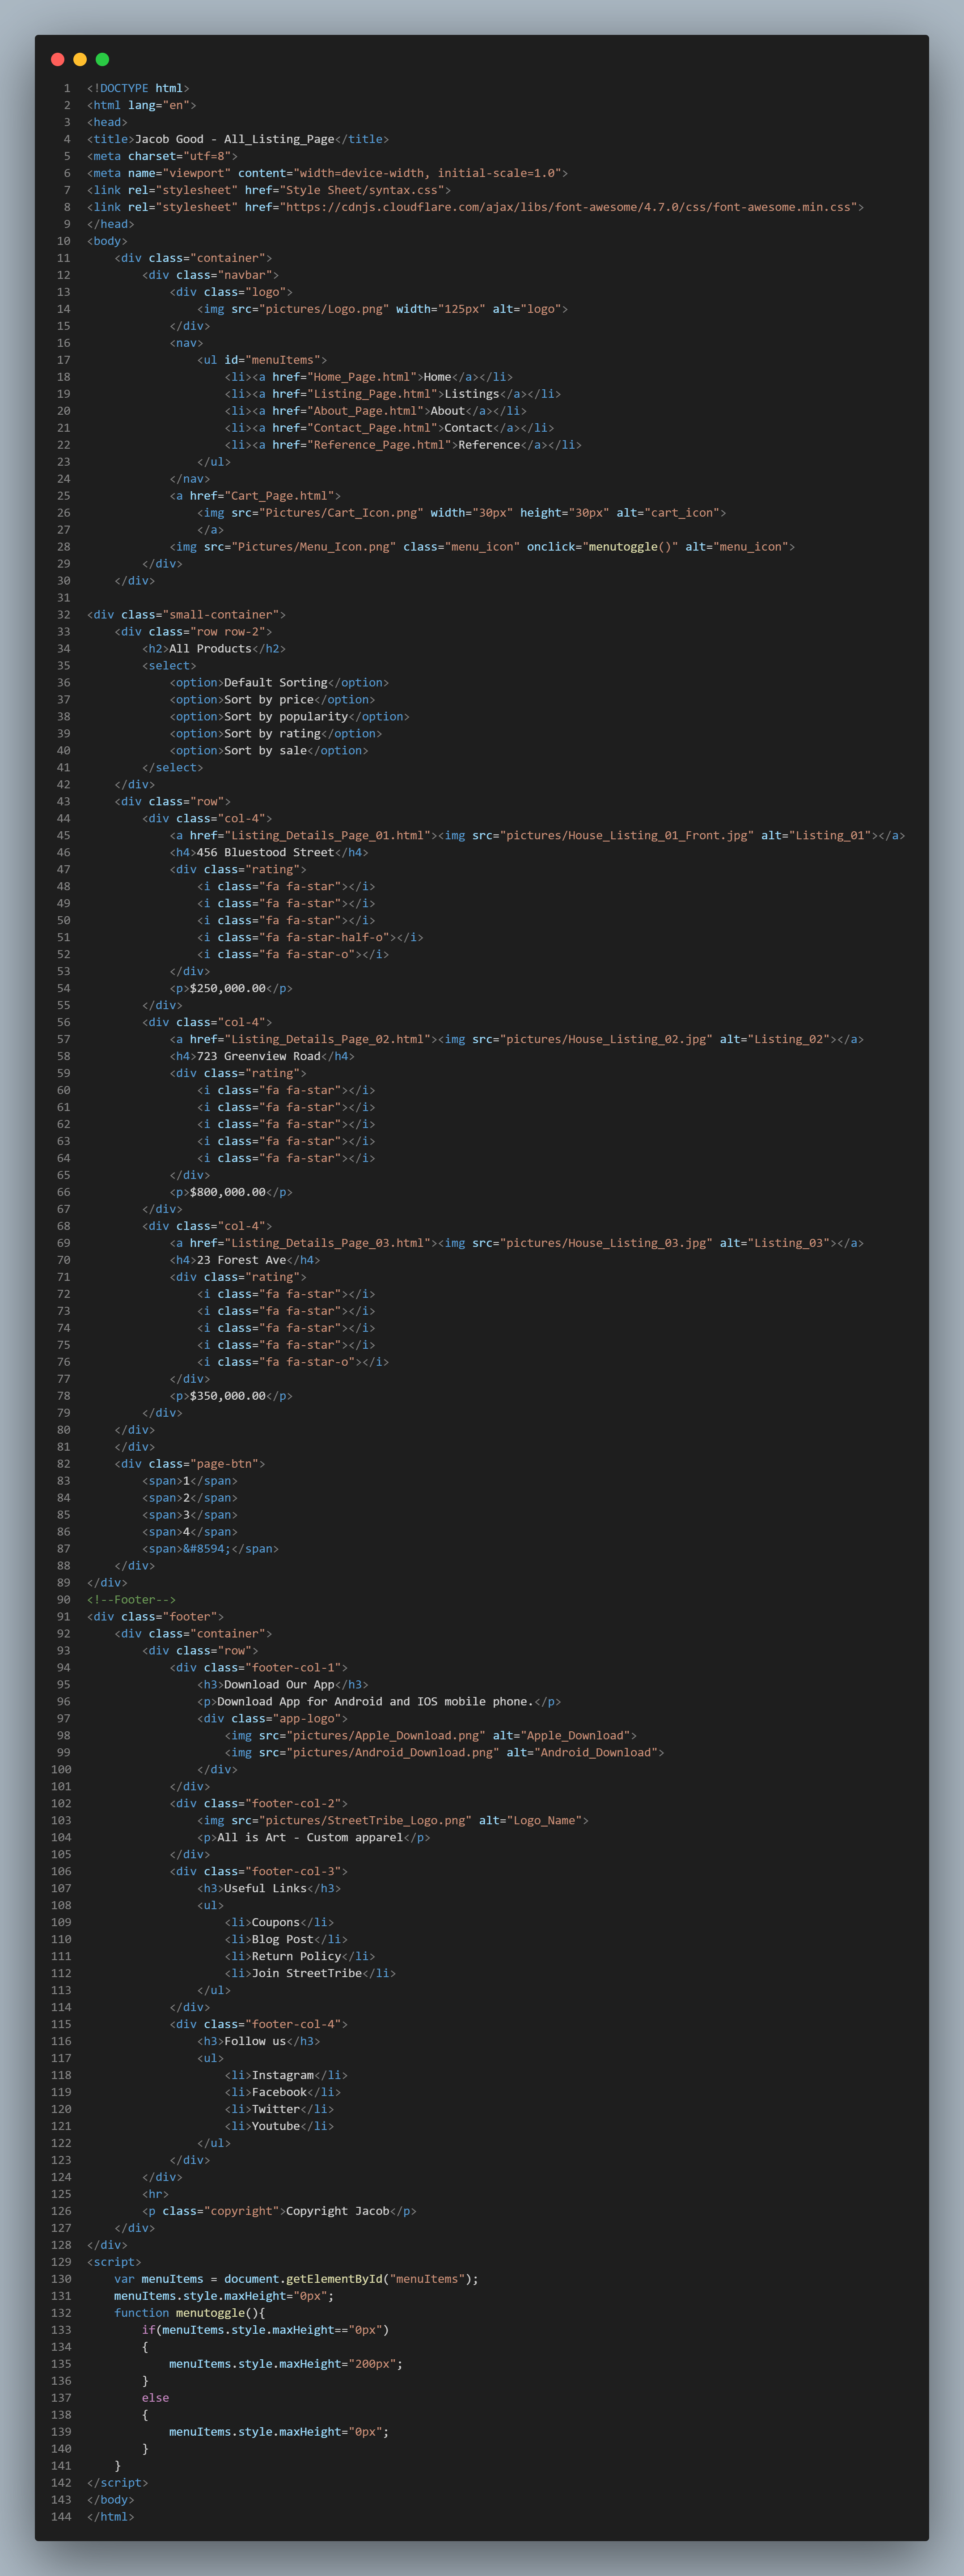 1 <!DOCTYPE html>
2 <html lang="en">
3 <head>
4 <title>Jacob Good - All_Listing_Page</title>
5 <meta charset="utf=8">
6 <meta name="viewport" content="width=device-width, initial-scale=1.0">
7 <link rel="stylesheet" href="Style Sheet/syntax.css">
8 <link rel="stylesheet" href="https://cdnjs.cloudflare.com/ajax/libs/font-awesome/4.7.0/css/font-awesome.min.css">
9 </head>
10 <body>
11     <div class="container">
12         <div class="navbar">
13             <div class="logo">
14                 <img src="pictures/Logo.png" width="125px" alt="logo">
15             </div>
16             <nav>
17                 <ul id="menuItems">
18                     <li><a href="Home_Page.html">Home</a></li>
19                     <li><a href="Listing_Page.html">Listings</a></li>
20                     <li><a href="About_Page.html">About</a></li>
21                     <li><a href="Contact_Page.html">Contact</a></li>
22                     <li><a href="Reference_Page.html">Reference</a></li>
23                 </ul>
24             </nav>
25             <a href="Cart_Page.html">
26                 <img src="Pictures/Cart_Icon.png" width="30px" height="30px" alt="cart_icon">
27                 </a>
28             <img src="Pictures/Menu_Icon.png" class="menu_icon" onclick="menutoggle()" alt="menu_icon">
29         </div>
30     </div>
31
32 <div class="small-container">
33     <div class="row row-2">
34         <h2>All Products</h2>
35         <select>
36             <option>Default Sorting</option>
37             <option>Sort by price</option>
38             <option>Sort by popularity</option>
39             <option>Sort by rating</option>
40             <option>Sort by sale</option>
41         </select>
42     </div>
43     <div class="row">
44         <div class="col-4">
45             <a href="Listing_Details_Page_01.html"><img src="pictures/House_Listing_01_Front.jpg" alt="Listing_01"></a>
46             <h4>456 Bluestood Street</h4>
47             <div class="rating">
48                 <i class="fa fa-star"></i>
49                 <i class="fa fa-star"></i>
50                 <i class="fa fa-star"></i>
51                 <i class="fa fa-star-half-o"></i>
52                 <i class="fa fa-star-o"></i>
53             </div>
54             <p>$250,000.00</p>
55         </div>
56         <div class="col-4">
57             <a href="Listing_Details_Page_02.html"><img src="pictures/House_Listing_02.jpg" alt="Listing_02"></a>
58             <h4>723 Greenview Road</h4>
59             <div class="rating">
60                 <i class="fa fa-star"></i>
61                 <i class="fa fa-star"></i>
62                 <i class="fa fa-star"></i>
63                 <i class="fa fa-star"></i>
64                 <i class="fa fa-star"></i>
65             </div>
66             <p>$800,000.00</p>
67         </div>
68         <div class="col-4">
69             <a href="Listing_Details_Page_03.html"><img src="pictures/House_Listing_03.jpg" alt="Listing_03"></a>
70             <h4>23 Forest Ave</h4>
71             <div class="rating">
72                 <i class="fa fa-star"></i>
73                 <i class="fa fa-star"></i>
74                 <i class="fa fa-star"></i>
75                 <i class="fa fa-star"></i>
76                 <i class="fa fa-star-o"></i>
77             </div>
78             <p>$350,000.00</p>
79         </div>
80     </div>
81     </div>
82     <div class="page-btn">
83         <span>1</span>
84         <span>2</span>
85         <span>3</span>
86         <span>4</span>
87         <span>&#8594;</span>
88     </div>
89 </div>
90 <!--Footer-->
91 <div class="footer">
92     <div class="container">
93         <div class="row">
94             <div class="footer-col-1">
95                 <h3>Download Our App</h3>
96                 <p>Download App for Android and IOS mobile phone.</p>
97                 <div class="app-logo">
98                     <img src="pictures/Apple_Download.png" alt="Apple_Download">
99                     <img src="pictures/Android_Download.png" alt="Android_Download">
100                 </div>
101             </div>
102             <div class="footer-col-2">
103                 <img src="pictures/StreetTribe_Logo.png" alt="Logo_Name">
104                 <p>All is Art - Custom apparel</p>
105             </div>
106             <div class="footer-col-3">
107                 <h3>Useful Links</h3>
108                 <ul>
109                     <li>Coupons</li>
110                     <li>Blog Post</li>
111                     <li>Return Policy</li>
112                     <li>Join StreetTribe</li>
113                 </ul>
114             </div>
115             <div class="footer-col-4">
116                 <h3>Follow us</h3>
117                 <ul>
118                     <li>Instagram</li>
119                     <li>Facebook</li>
120                     <li>Twitter</li>
121                     <li>Youtube</li>
122                 </ul>
123             </div>
124         </div>
125         <hr>
126         <p class="copyright">Copyright Jacob</p>
127     </div>
128 </div>
129 <script>
130     var menuItems = document.getElementById("menuItems");
131     menuItems.style.maxHeight="0px";
132     function menutoggle(){
133         if(menuItems.style.maxHeight=="0px")
134         {
135             menuItems.style.maxHeight="200px";
136         }
137         else
138         {
139             menuItems.style.maxHeight="0px";
140         }
141     }
142 </script>
143 </body>
144 </html>